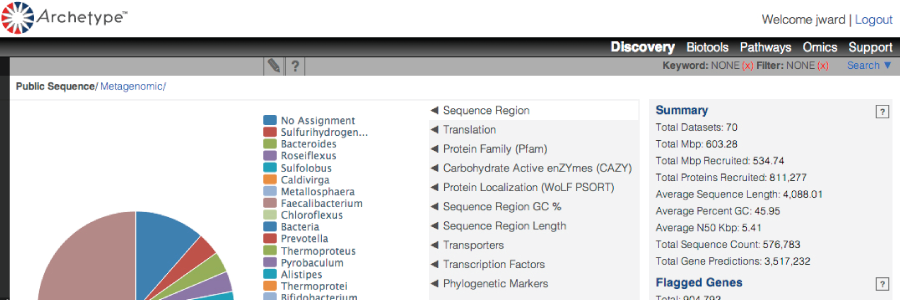 Archetype™
Welcome jward | Logout
Discovery Biotools Pathways Omics Support
? Keyword: NONE (x) Filter: NONE (x) Search ▼
Public Sequence/ Metagenomic/
No Assignment
Sulfurihydrogen...
Bacteroides
Roseiflexus
Sulfolobus
Caldivirga
Metallosphaera
Faecalibacterium
Chloroflexus
Bacteria
Prevotella
Thermoproteus
Pyrobaculum
Alistipes
Thermoprotei
Bifidobacterium
◀ Sequence Region
◀ Translation
◀ Protein Family (Pfam)
◀ Carbohydrate Active enZYmes (CAZY)
◀ Protein Localization (WoLF PSORT)
◀ Sequence Region GC %
◀ Sequence Region Length
◀ Transporters
◀ Transcription Factors
◀ Phylogenetic Markers
Summary ?
Total Datasets: 70
Total Mbp: 603.28
Total Mbp Recruited: 534.74
Total Proteins Recruited: 811,277
Average Sequence Length: 4,088.01
Average Percent GC: 45.95
Average N50 Kbp: 5.41
Total Sequence Count: 576,783
Total Gene Predictions: 3,517,232
Flagged Genes ?
Total: 904,793